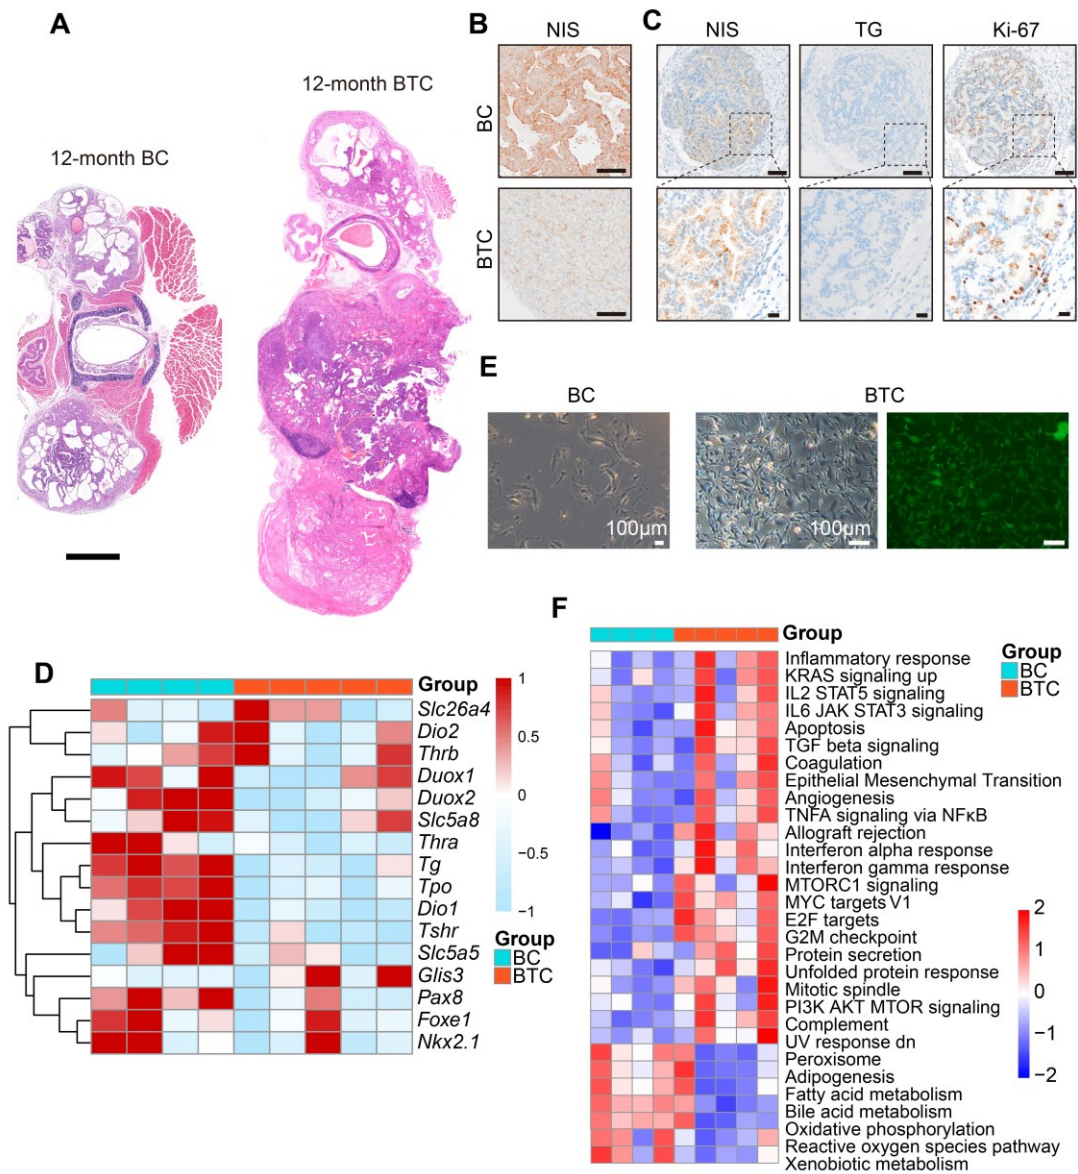 A
12-month BC
12-month BTC
B
NIS
BC
BTC
C
NIS
TG
Ki-67
E
BC
BTC
100μm
100μm
D
Group
Slc26a4
Dio2
Thrb
Duox1
Duox2
Slc5a8
Thra
Tg
Tpo
Dio1
Tshr
Slc5a5
Glis3
Pax8
Foxe1
Nkx2.1
1
0.5
0
−0.5
−1
Group
BC
BTC
F
Group
Inflammatory response
KRAS signaling up
IL2 STAT5 signaling
IL6 JAK STAT3 signaling
Apoptosis
TGF beta signaling
Coagulation
Epithelial Mesenchymal Transition
Angiogenesis
TNFA signaling via NFκB
Allograft rejection
Interferon alpha response
Interferon gamma response
MTORC1 signaling
MYC targets V1
E2F targets
G2M checkpoint
Protein secretion
Unfolded protein response
Mitotic spindle
PI3K AKT MTOR signaling
Complement
UV response dn
Peroxisome
Adipogenesis
Fatty acid metabolism
Bile acid metabolism
Oxidative phosphorylation
Reactive oxygen species pathway
Xenobiotic metabolism
Group
BC
BTC
2
1
0
−1
−2